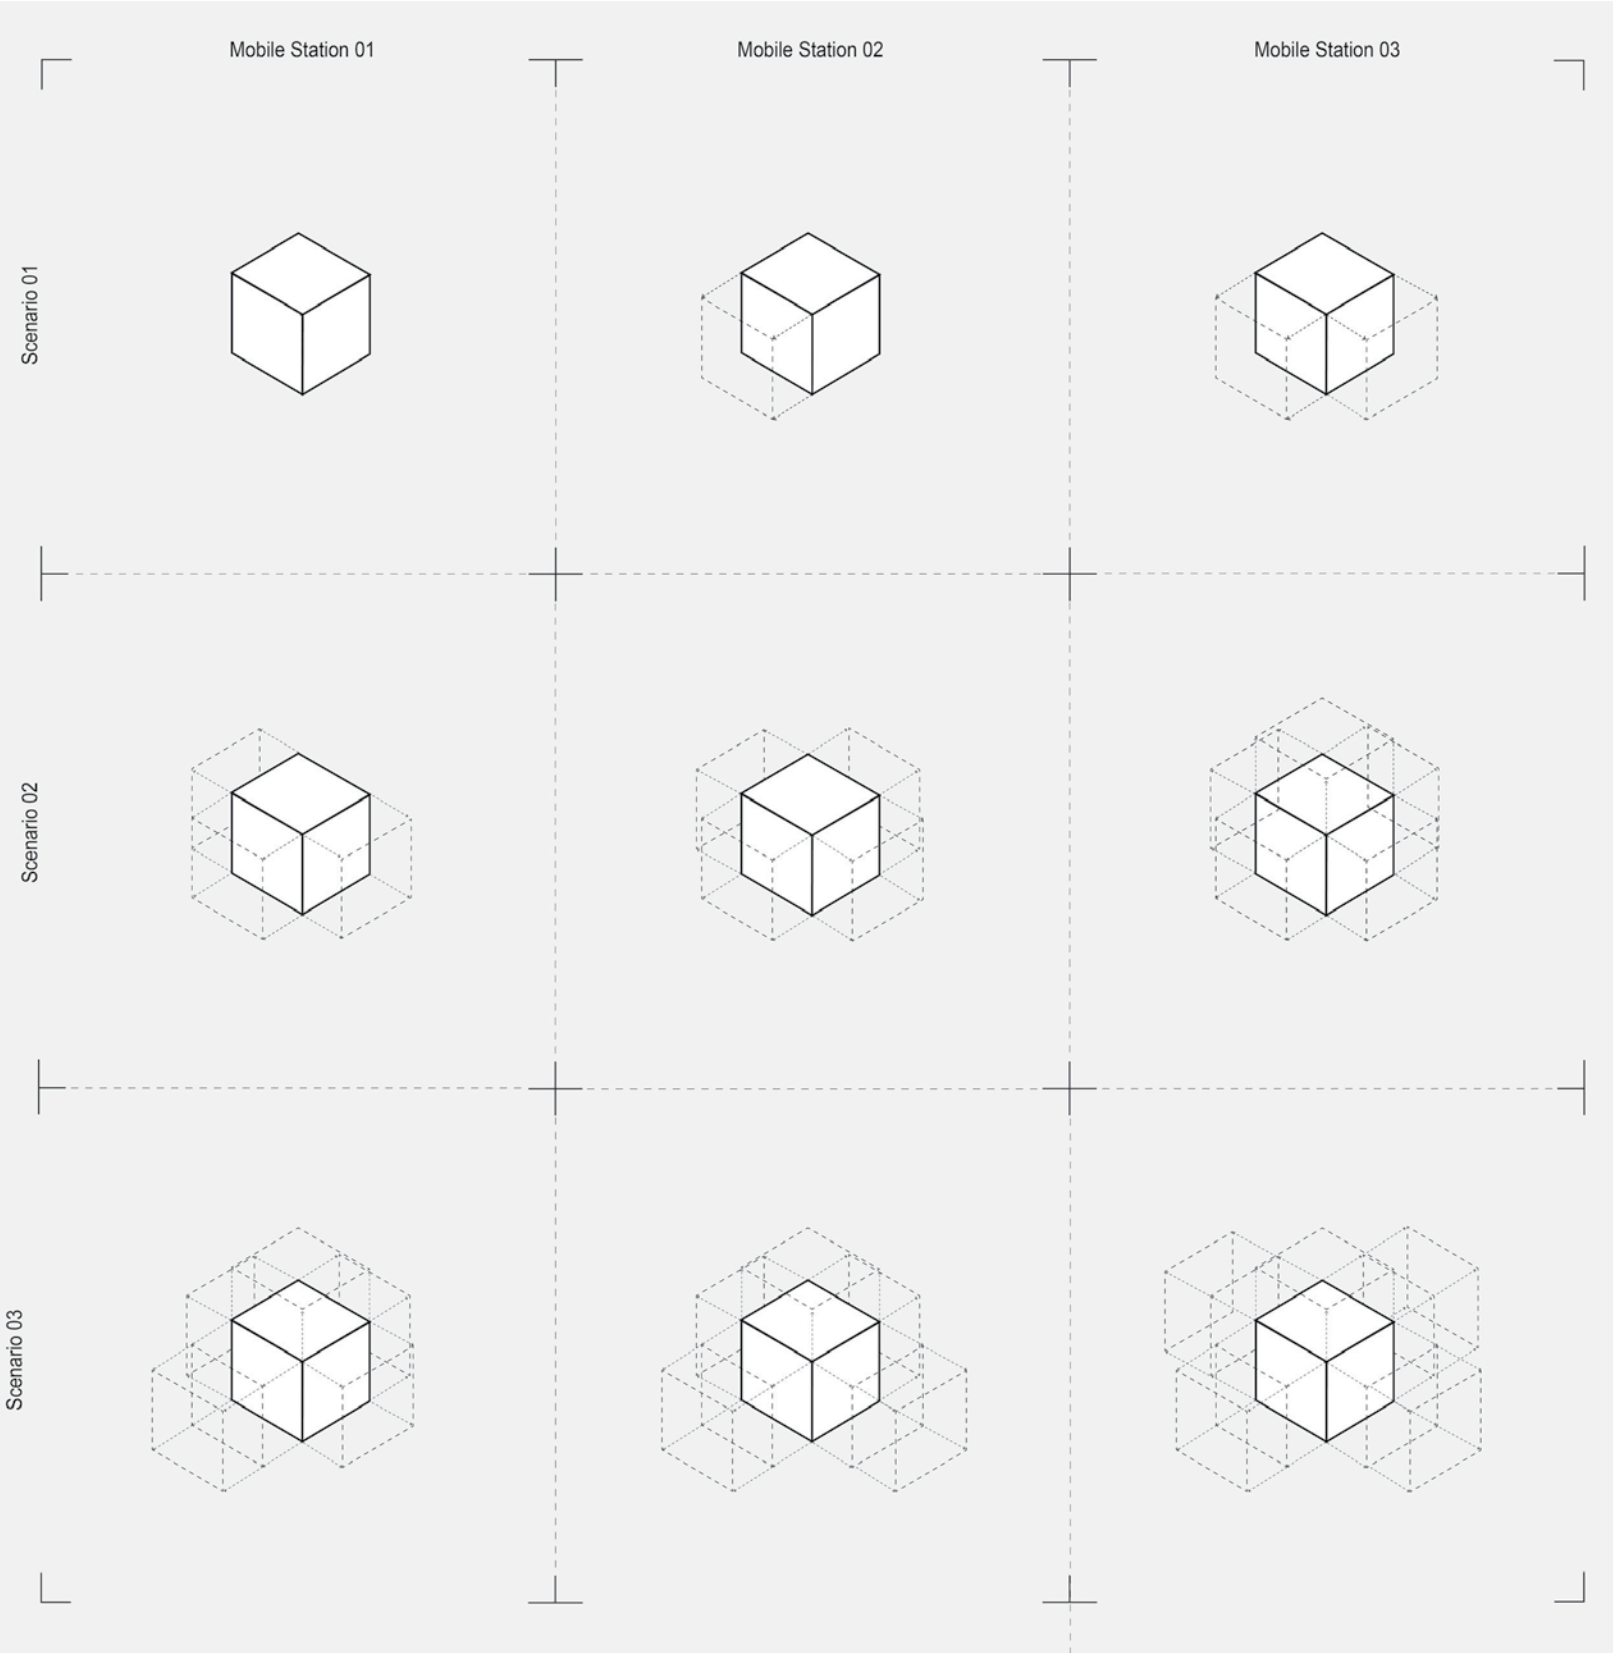 Mobile Station 01
Mobile Station 02
Mobile Station 03
Scenario 01
Scenario 02
Scenario 03